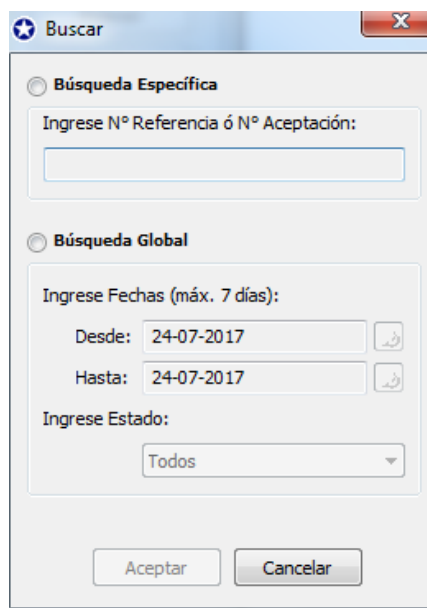 Buscar
Búsqueda Específica
Ingrese N° Referencia ó N° Aceptación:
Búsqueda Global
Ingrese Fechas (máx. 7 días):
Desde: 24-07-2017
Hasta: 24-07-2017
Ingrese Estado:
Todos
Aceptar Cancelar